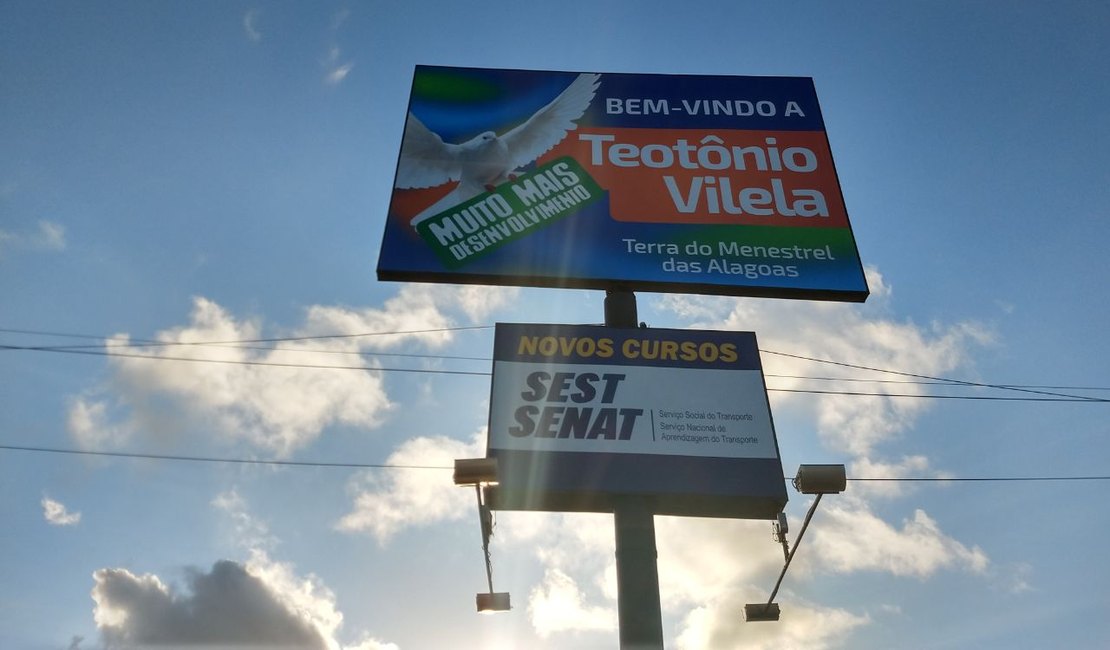 BEM-VINDO A
Teotônio
Vilela
MUITO MAIS
DESENVOLVIMENTO
Terra do Menestrel
das Alagoas
NOVOS CURSOS
SEST
SENAT
Serviço Social do Transporte
Serviço Nacional de
Aprendizagem do Transporte